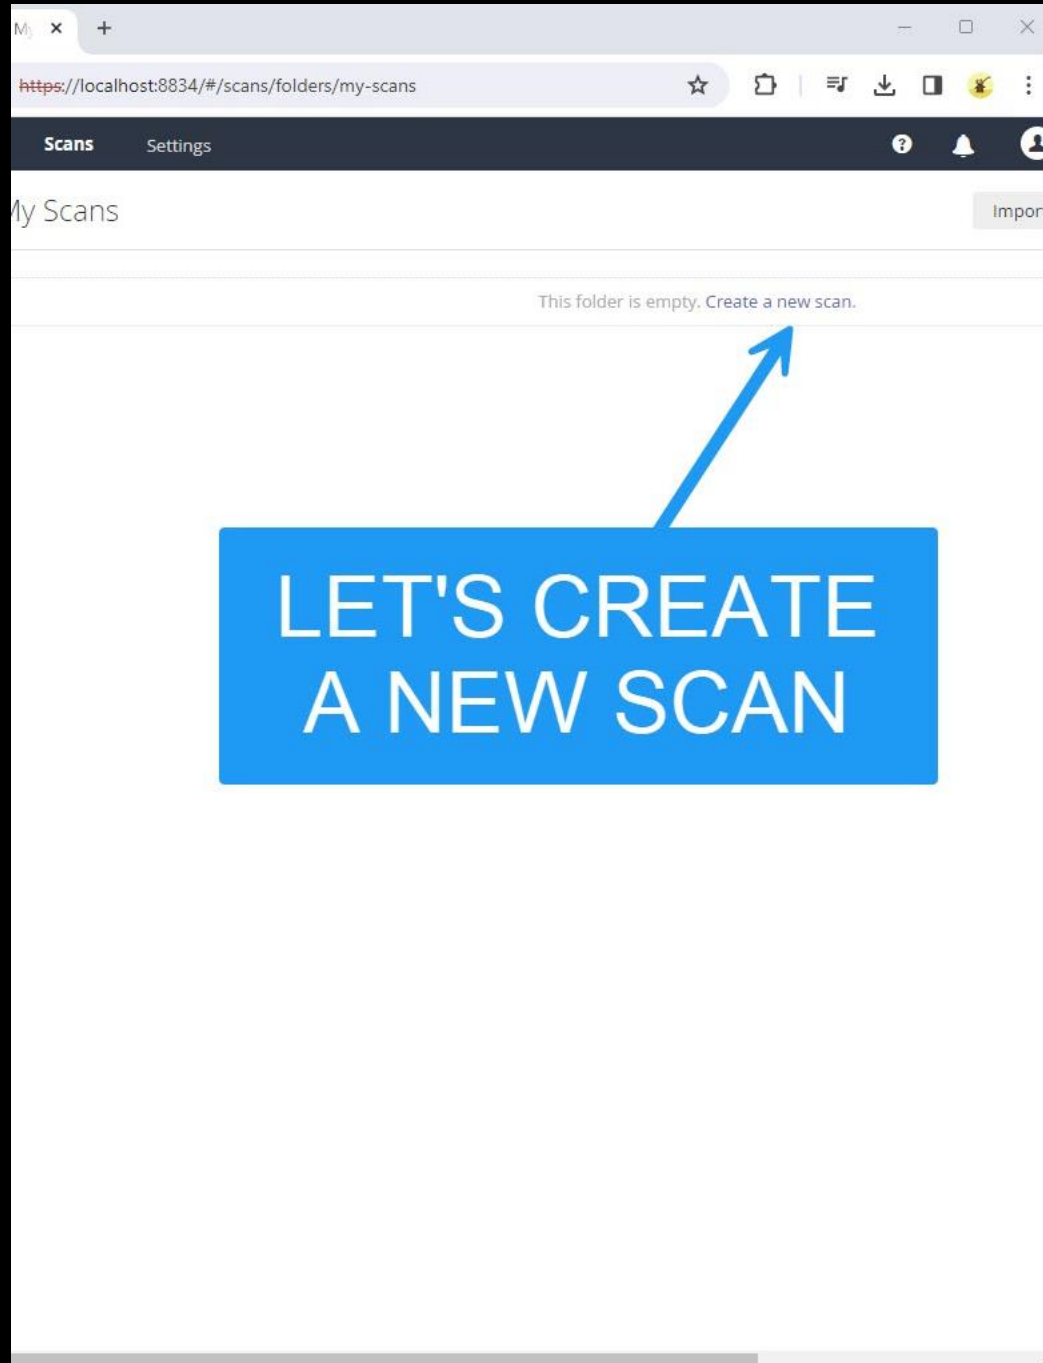 https://localhost:8834/#/scans/folders/my-scans
Scans Settings
My Scans
Import
This folder is empty. Create a new scan.
LET'S CREATE
A NEW SCAN